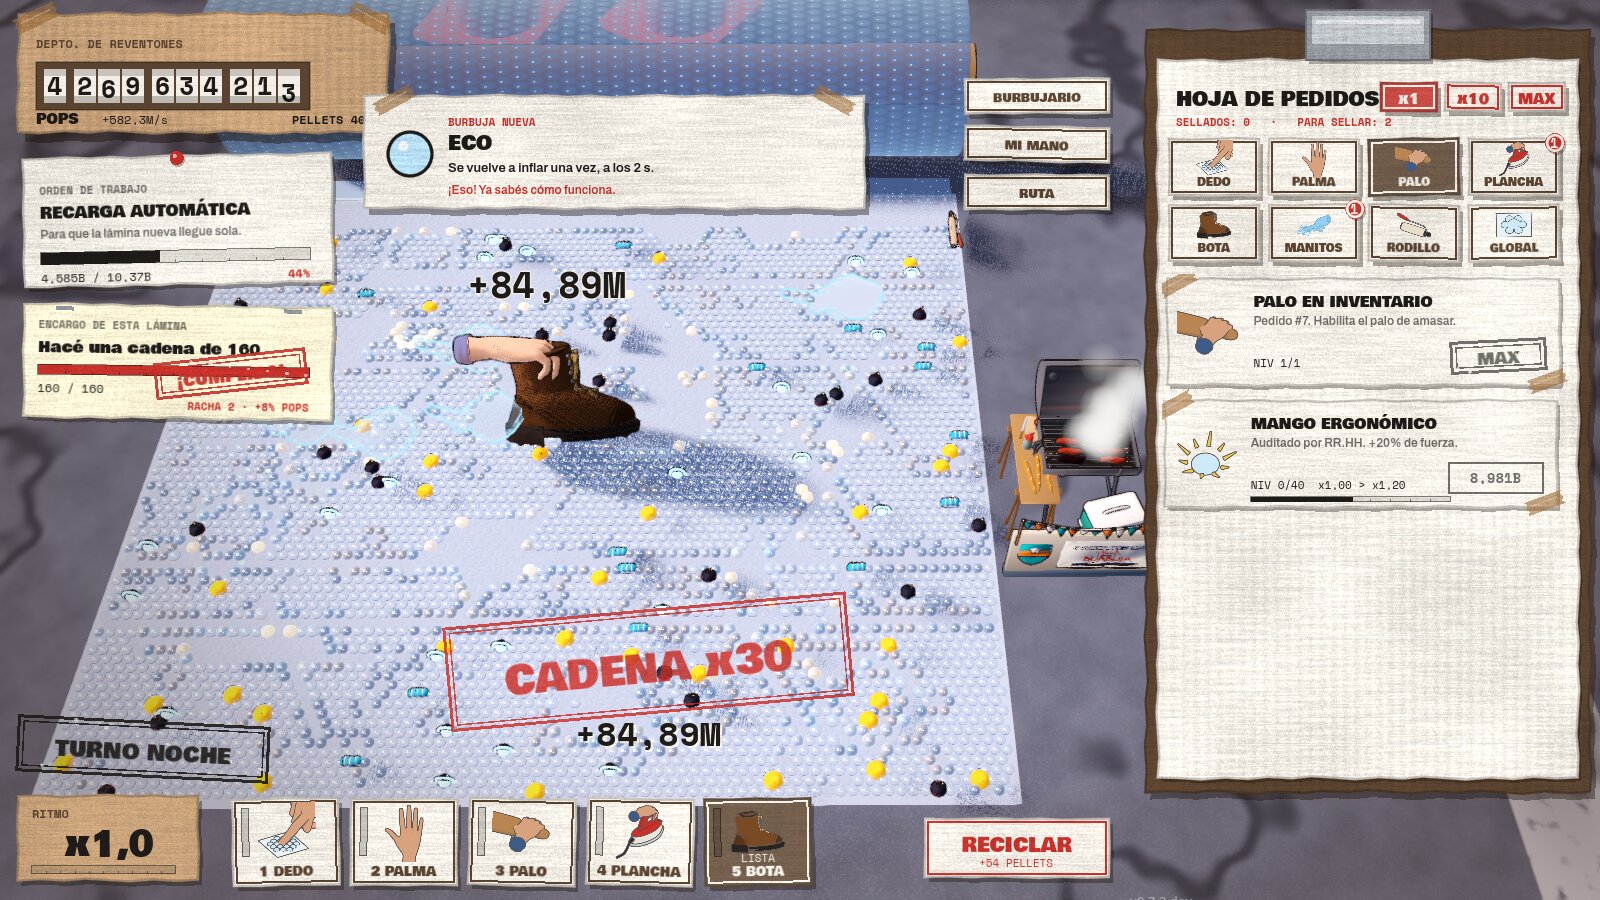 DEPTO. DE REVENTONES
4 269 634 213
POPS +582,3M/s PELLETS 40
ORDEN DE TRABAJO
RECARGA AUTOMÁTICA
Para que la lámina nueva llegue sola.
4,585B / 10,37B 44%
ENCARGO DE ESTA LÁMINA
Hacé una cadena de 160
160 / 160
RACHA 2 · +8% POPS
BURBUJA NUEVA
ECO
Se vuelve a inflar una vez, a los 2 s.
¡Eso! Ya sabés cómo funciona.
BURBUJARIO
MI MANO
RUTA
+84,89M
CADENA x30
+84,89M
TURNO NOCHE
RITMO
x1,0
1 DEDO
2 PALMA
3 PALO
4 PLANCHA
LISTA
5 BOTA
RECICLAR
+54 PELLETS
HOJA DE PEDIDOS x1 x10 MAX
SELLADOS: 0 · PARA SELLAR: 2
DEDO PALMA PALO PLANCHA 1
BOTA MANITOS 1 RODILLO GLOBAL
PALO EN INVENTARIO
Pedido #7. Habilita el palo de amasar.
NIV 1/1 MAX
MANGO ERGONÓMICO
Auditado por RR.HH. +20% de fuerza.
NIV 0/40 x1,00 > x1,20 8,981B